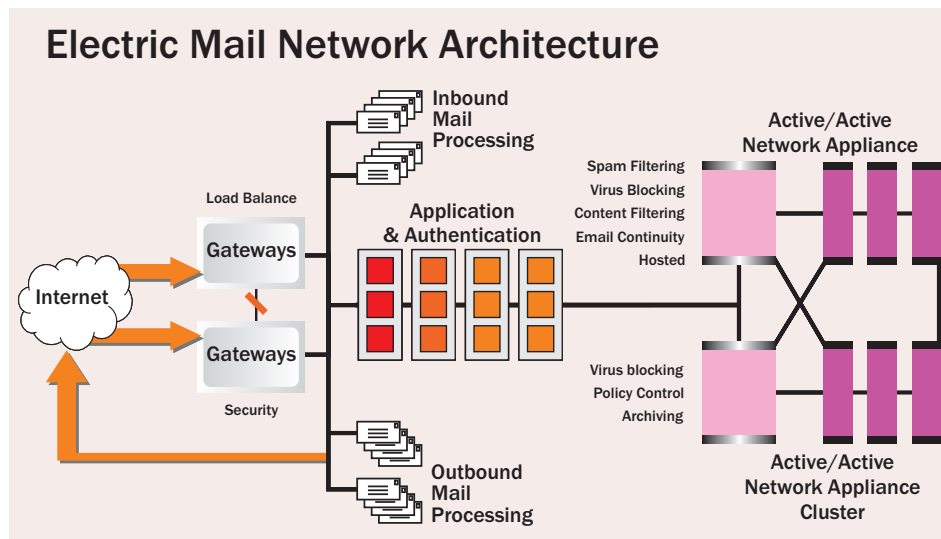 Electric Mail Network Architecture
Inbound
Mail
Processing
Active/Active
Network Appliance
Spam Filtering
Virus Blocking
Content Filtering
Email Continuity
Hosted
Load Balance
Gateways
Application
& Authentication
Internet
Gateways
Security
Virus blocking
Policy Control
Archiving
Outbound
Mail
Processing
Active/Active
Network Appliance
Cluster